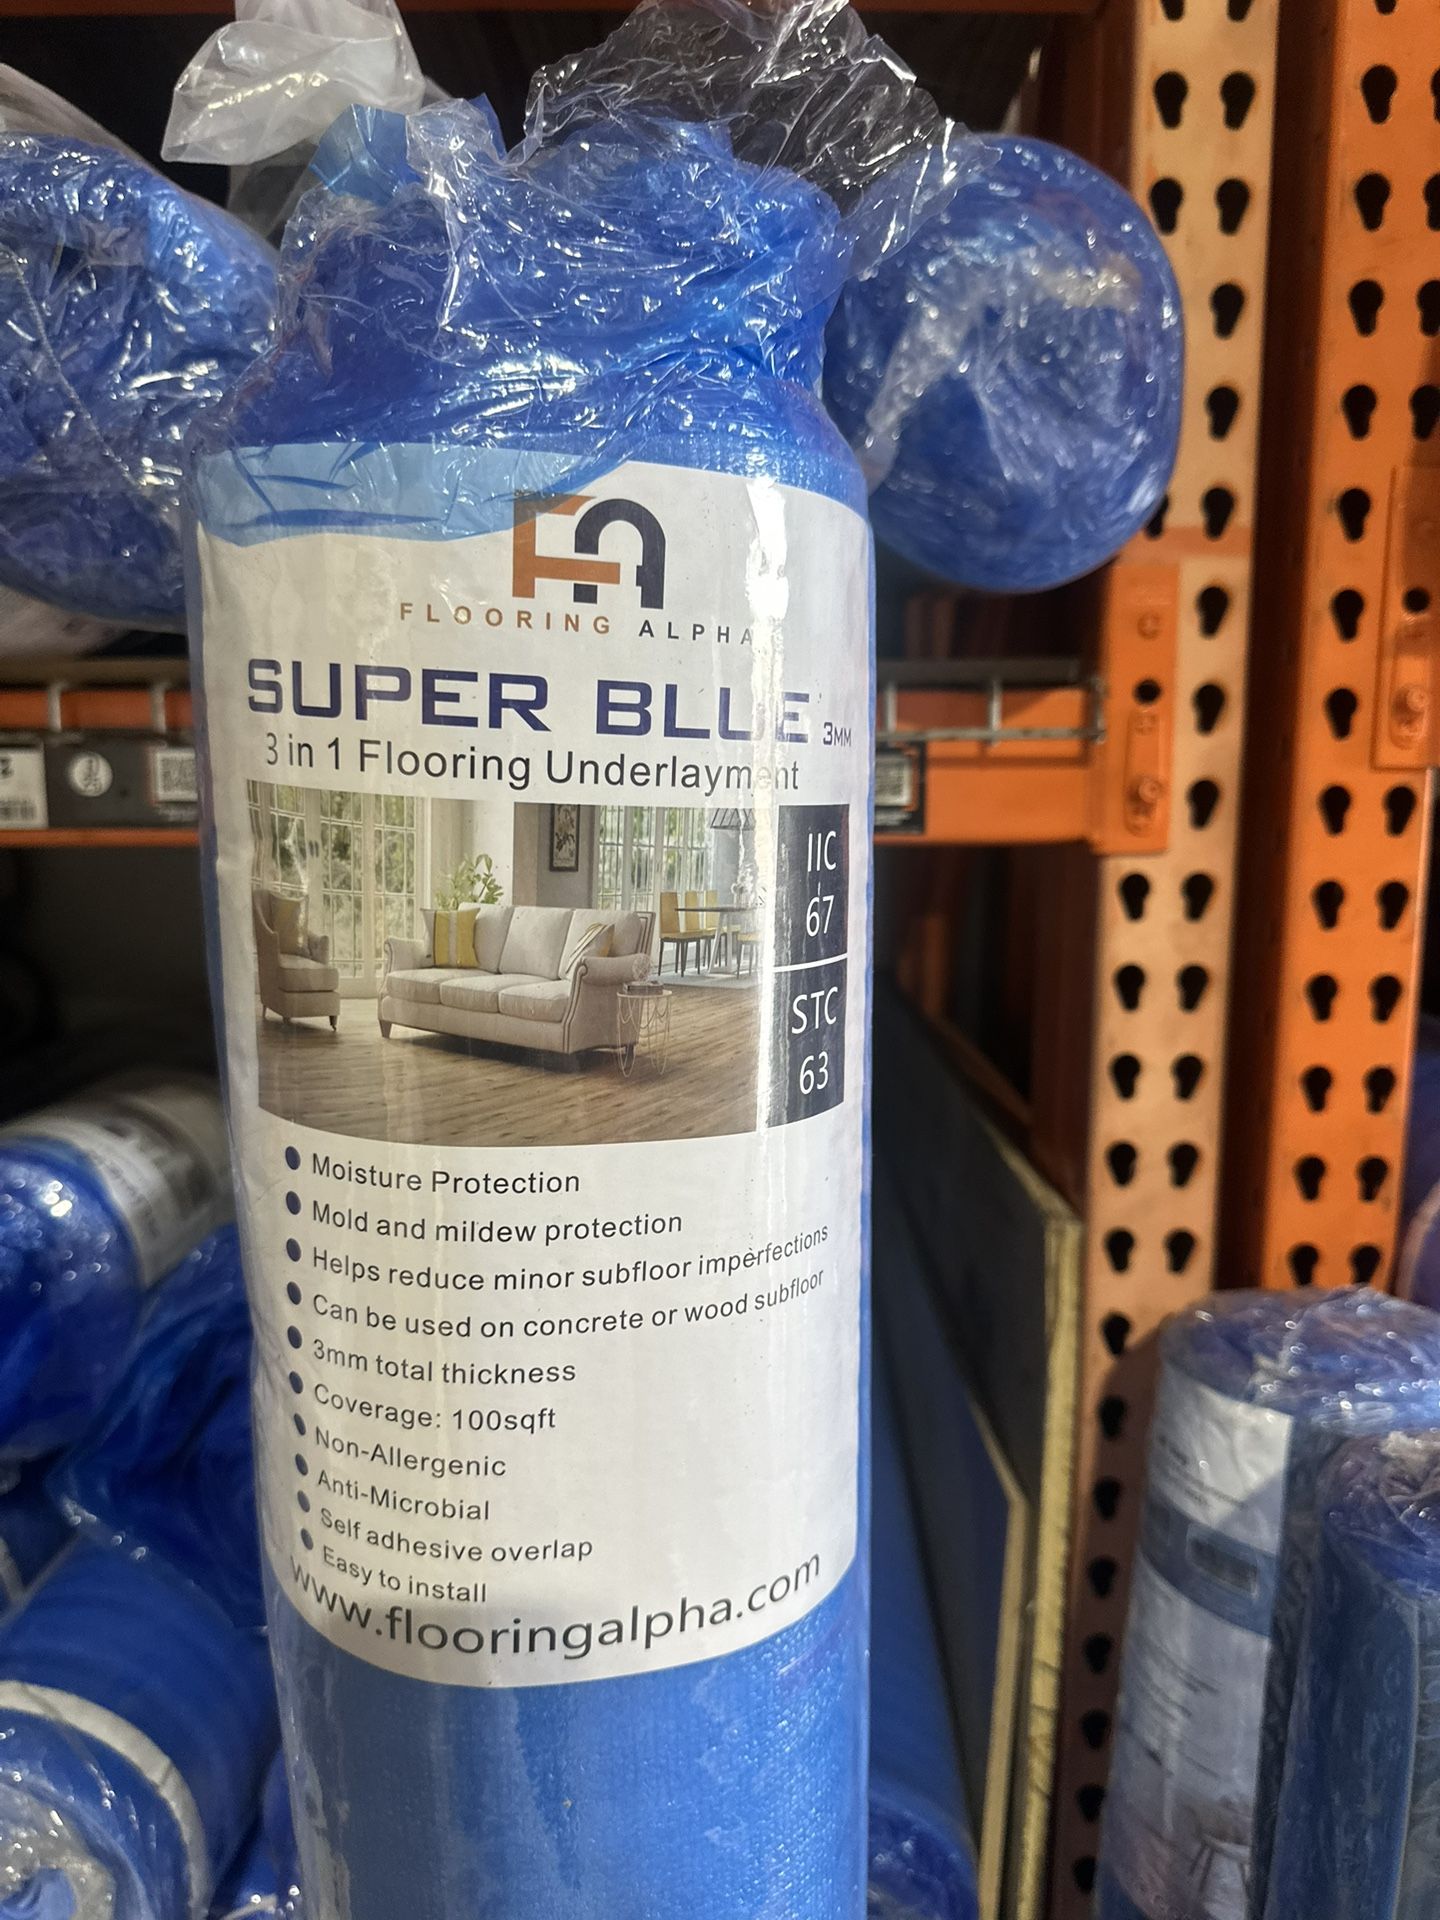 FA
FLOORING ALPHA
SUPER BLUE 3MM
3 in 1 Flooring Underlayment
IIC
67
STC
63
Moisture Protection
Mold and mildew protection
Helps reduce minor subfloor imperfections
Can be used on concrete or wood subfloor
3mm total thickness
Coverage: 100sqft
Non-Allergenic
Anti-Microbial
Self adhesive overlap
Easy to install
www.flooringalpha.com